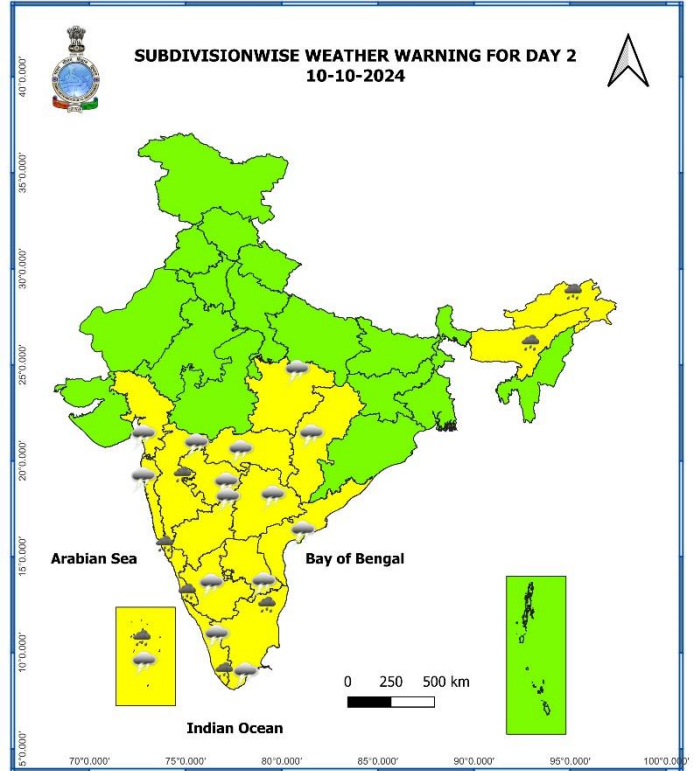 SUBDIVISIONWISE WEATHER WARNING FOR DAY 2
10-10-2024
40°0.000'
35°0.000'
30°0.000'
25°0.000'
20°0.000'
15°0.000'
10°0.000'
5°0.000'
Arabian Sea
Bay of Bengal
0 250 500 km
Indian Ocean
70°0.000' 75°0.000' 80°0.000' 85°0.000' 90°0.000' 95°0.000' 100°0.000'